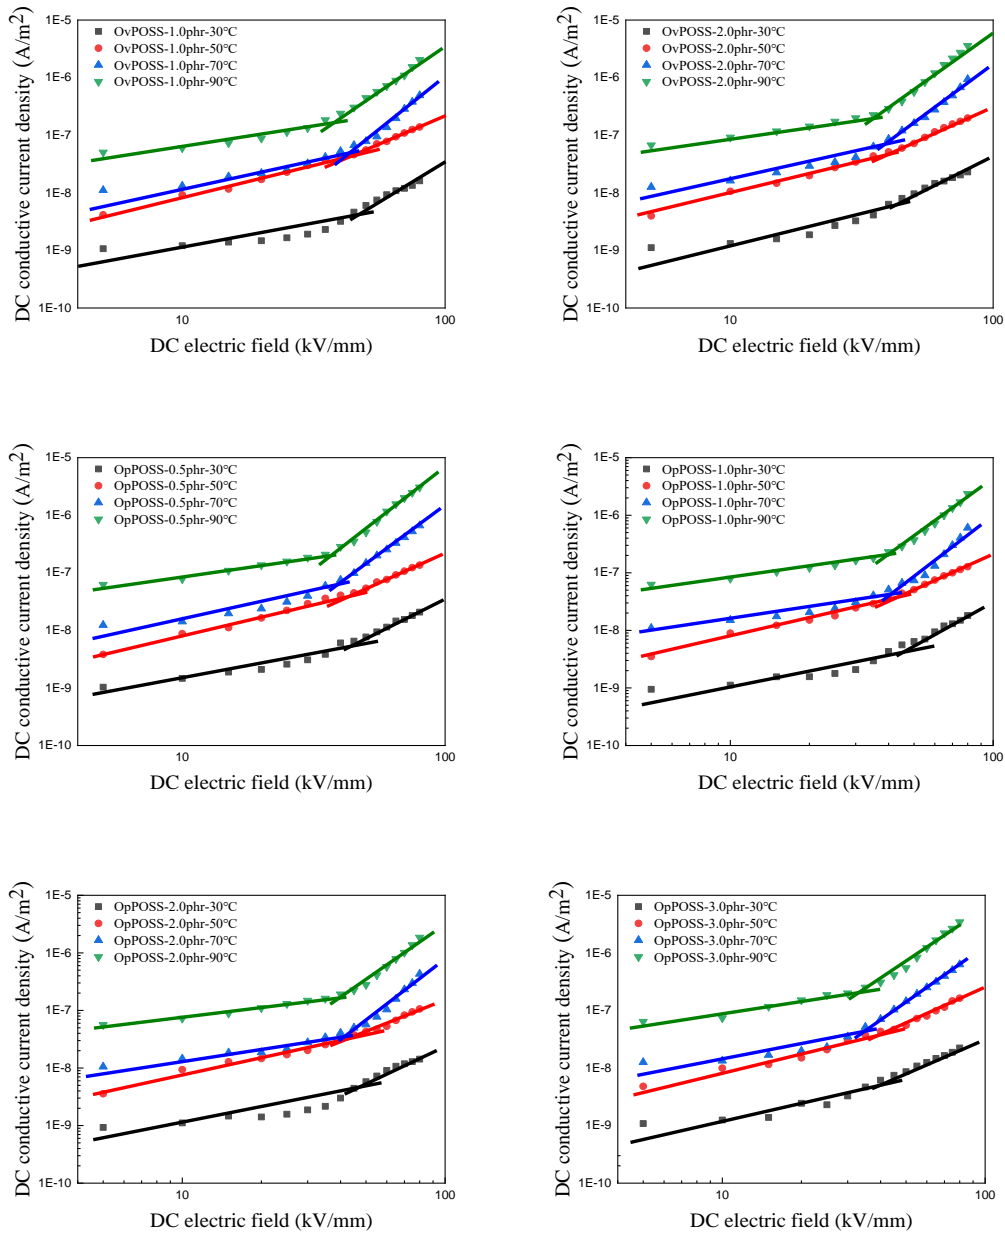 DC conductive current density (A/m²)
1E-5
1E-6
1E-7
1E-8
1E-9
1E-10
OvPOSS-1.0phr-30℃
OvPOSS-1.0phr-50℃
OvPOSS-1.0phr-70℃
OvPOSS-1.0phr-90℃
10
100
DC electric field (kV/mm)
DC conductive current density (A/m²)
1E-5
1E-6
1E-7
1E-8
1E-9
1E-10
OvPOSS-2.0phr-30℃
OvPOSS-2.0phr-50℃
OvPOSS-2.0phr-70℃
OvPOSS-2.0phr-90℃
10
100
DC electric field (kV/mm)
DC conductive current density (A/m²)
1E-5
1E-6
1E-7
1E-8
1E-9
1E-10
OpPOSS-0.5phr-30℃
OpPOSS-0.5phr-50℃
OpPOSS-0.5phr-70℃
OpPOSS-0.5phr-90℃
10
100
DC electric field (kV/mm)
DC conductive current density (A/m²)
1E-5
1E-6
1E-7
1E-8
1E-9
1E-10
OpPOSS-1.0phr-30℃
OpPOSS-1.0phr-50℃
OpPOSS-1.0phr-70℃
OpPOSS-1.0phr-90℃
10
100
DC electric field (kV/mm)
DC conductive current density (A/m²)
1E-5
1E-6
1E-7
1E-8
1E-9
1E-10
OpPOSS-2.0phr-30℃
OpPOSS-2.0phr-50℃
OpPOSS-2.0phr-70℃
OpPOSS-2.0phr-90℃
10
100
DC electric field (kV/mm)
DC conductive current density (A/m²)
1E-5
1E-6
1E-7
1E-8
1E-9
1E-10
OpPOSS-3.0phr-30℃
OpPOSS-3.0phr-50℃
OpPOSS-3.0phr-70℃
OpPOSS-3.0phr-90℃
10
100
DC electric field (kV/mm)